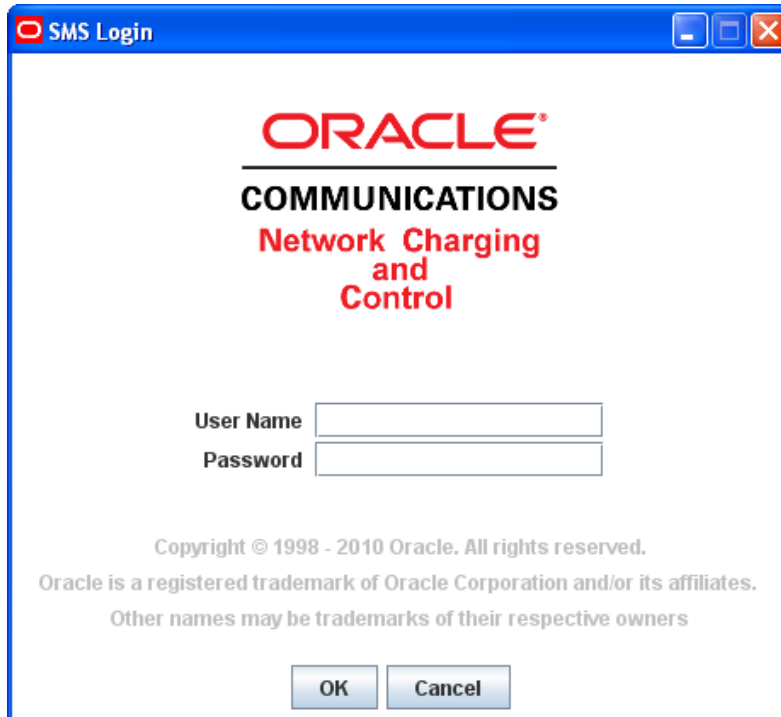 SMS Login
ORACLE®
COMMUNICATIONS
Network Charging
and
Control
User Name
Password
Copyright © 1998 - 2010 Oracle. All rights reserved.
Oracle is a registered trademark of Oracle Corporation and/or its affiliates.
Other names may be trademarks of their respective owners
OK Cancel